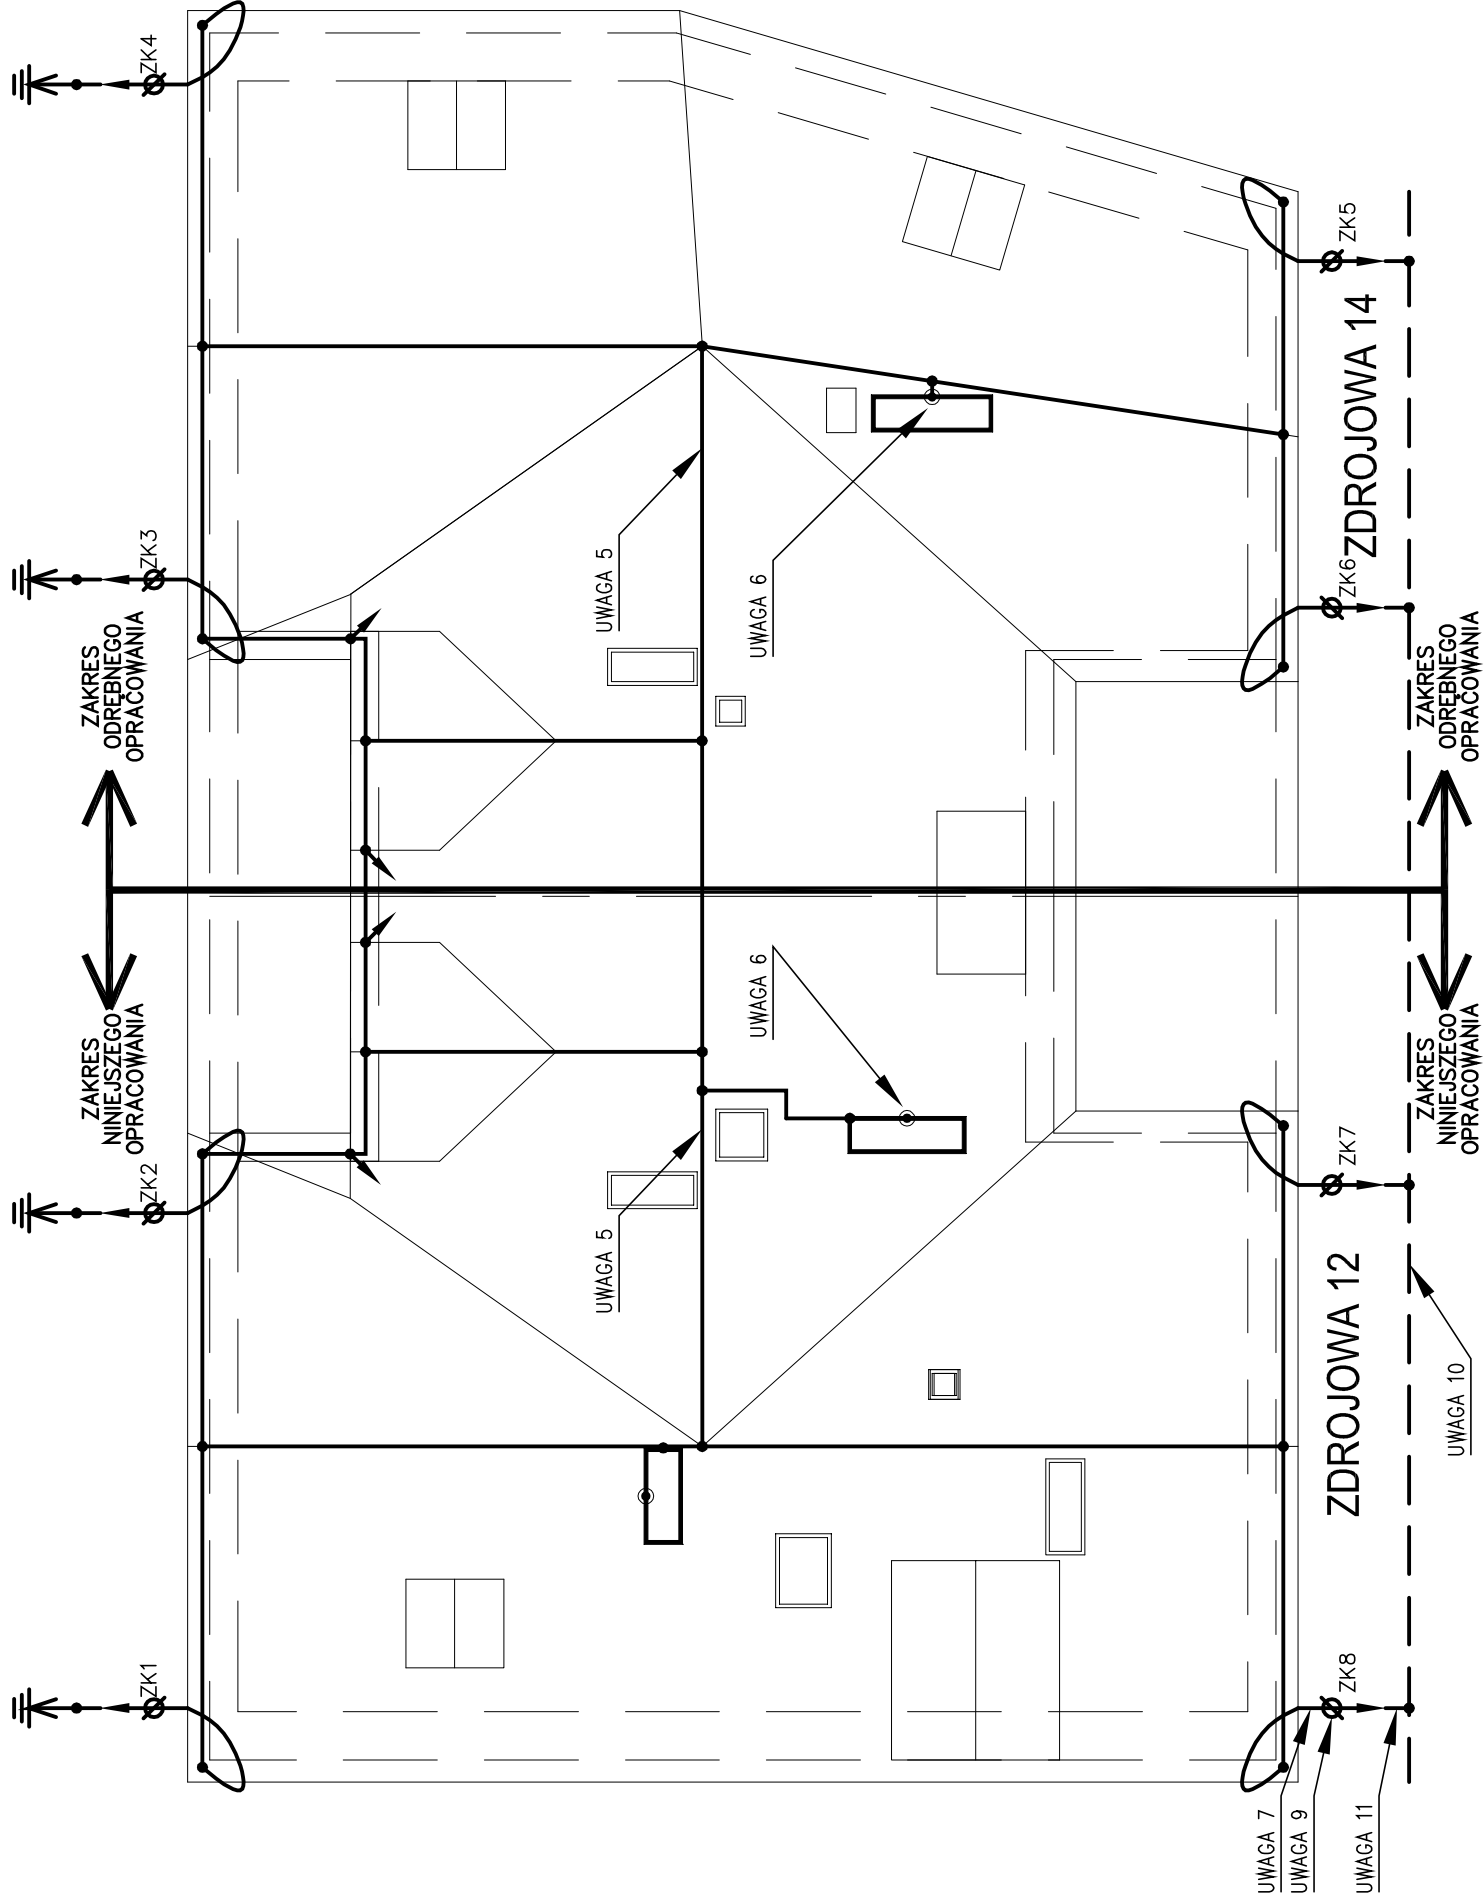 ZK4
ZK3
ZAKRES
ODRĘBNEGO
OPRACOWANIA
ZAKRES
NINIEJSZEGO
OPRACOWANIA
ZK2
ZK1
UWAGA 5
UWAGA 6
UWAGA 6
UWAGA 5
ZK5
ZDROJOWA 14
ZK6
ZAKRES
ODRĘBNEGO
OPRACOWANIA
ZAKRES
NINIEJSZEGO
OPRACOWANIA
ZK7
ZDROJOWA 12
UWAGA 10
ZK8
UWAGA 7
UWAGA 9
UWAGA 11